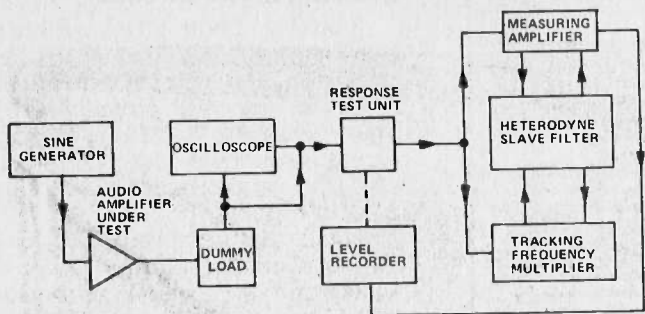 MEASURING
AMPLIFIER
RESPONSE
TEST UNIT
SINE
GENERATOR
OSCILLOSCOPE
HETERODYNE
SLAVE FILTER
AUDIO
AMPLIFIER
UNDER
TEST
DUMMY
LOAD
LEVEL
RECORDER
TRACKING
FREQUENCY
MULTIPLIER